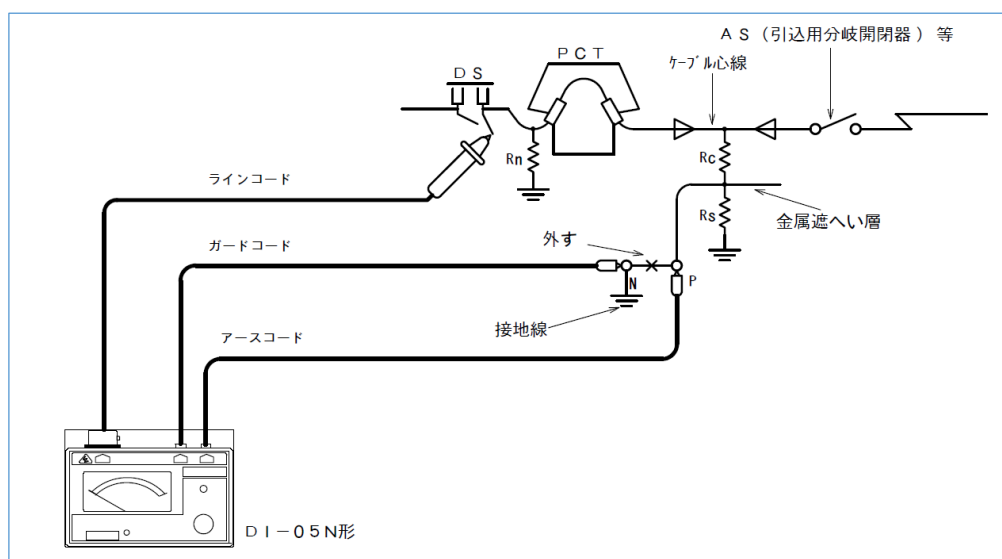 AS（引込用分岐開閉器）等
PCT
ｹｰﾌﾞﾙ心線
DS
Rn
Rc
ラインコード
Rs
金属遮へい層
外す
ガードコード
N
P
接地線
アースコード
DI－05N形